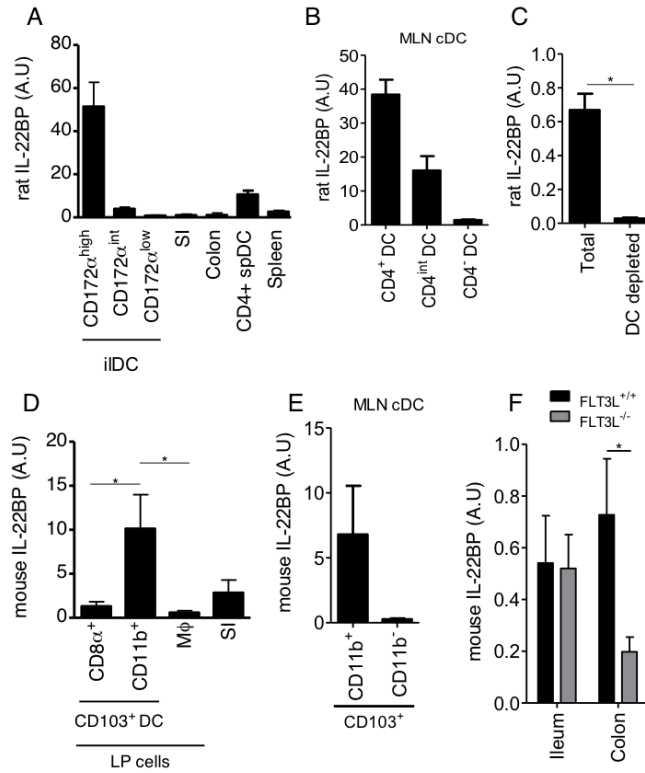 A
rat IL-22BP (A.U)
80
60
40
20
0
CD172α^high
CD172α^int
CD172α^low
SI
Colon
CD4+ spDC
Spleen
ilDC
B
MLN cDC
rat IL-22BP (A.U)
50
40
30
20
10
0
CD4⁺ DC
CD4^int DC
CD4⁻ DC
C
rat IL-22BP (A.U)
1.0
0.8
0.6
0.4
0.2
0.0
*
Total
DC depleted
D
mouse IL-22BP (A.U)
20
15
10
5
0
*
*
CD8α⁺
CD11b⁺
Mϕ
SI
CD103⁺ DC
LP cells
E
MLN cDC
mouse IL-22BP (A.U)
15
10
5
0
CD11b⁺
CD11b⁻
CD103⁺
F
FLT3L⁺/⁺
FLT3L⁻/⁻
mouse IL-22BP (A.U)
1.0
0.8
0.6
0.4
0.2
0.0
*
Ileum
Colon